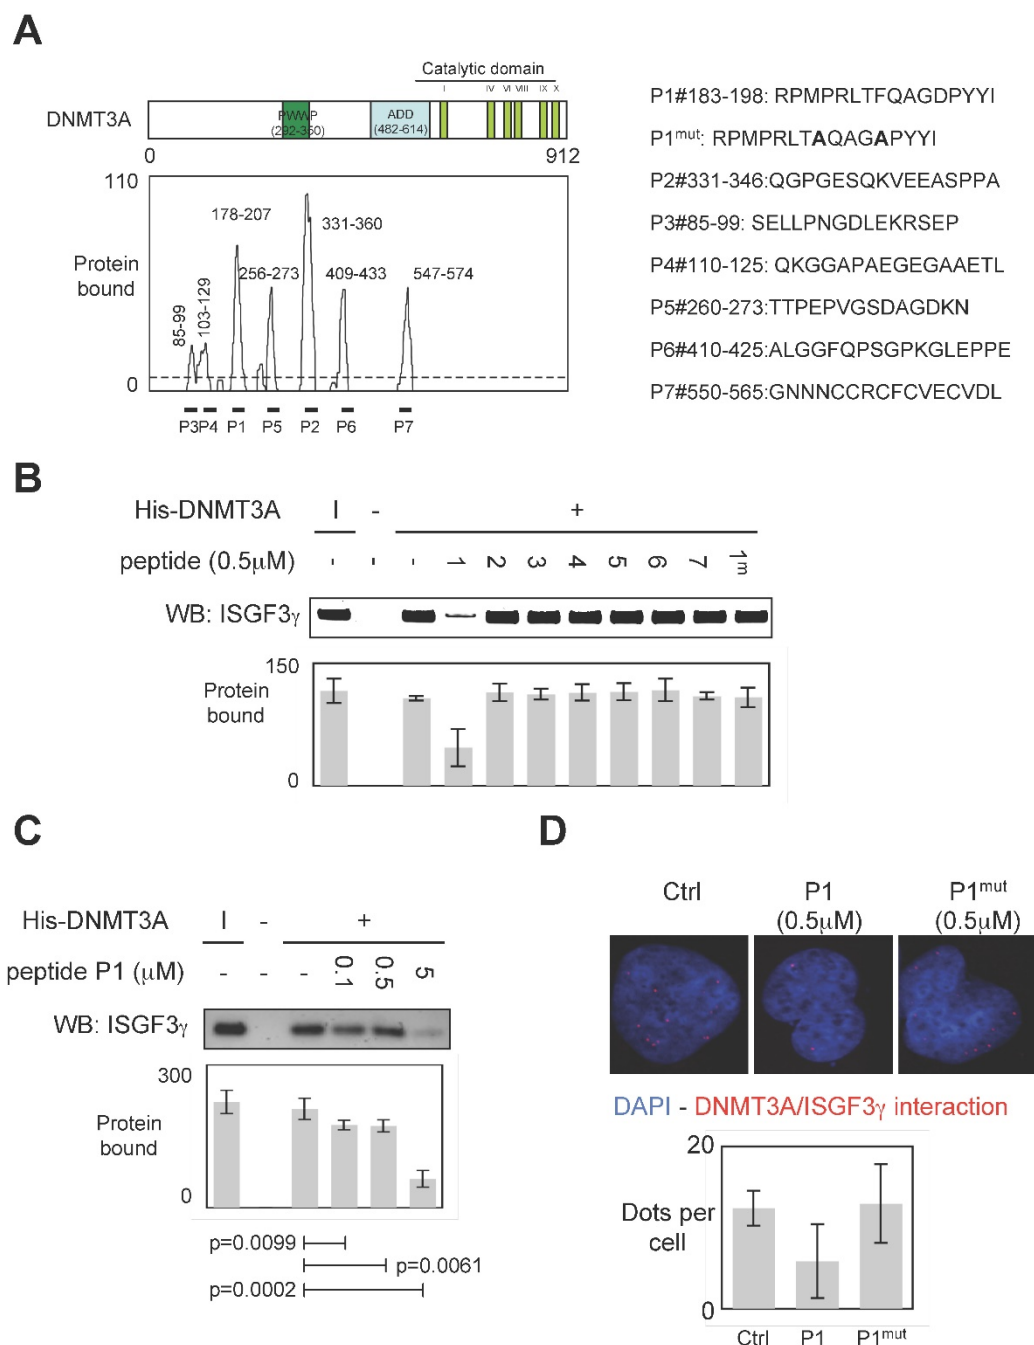 A
Catalytic domain
I IV VI VIII IX X
DNMT3A
PWWP
(292-350)
ADD
(482-614)
0 912
110
Protein
bound
0
85-99
103-129
178-207
256-273
331-360
409-433
547-574
P3 P4 P1 P5 P2 P6 P7
P1#183-198: RPMPRLTFQAGDPYYI
P1mut: RPMPRLTAQAGAPYYI
P2#331-346:QGPGESQKVEEASPPA
P3#85-99: SELLPNGDLEKRSEP
P4#110-125: QKGGAPAEGEGAAETL
P5#260-273:TTPEPVGSDAGDKN
P6#410-425:ALGGFQPSGPKGLEPPE
P7#550-565:GNNNCCRCFCVECVDL
B
His-DNMT3A I - +
peptide (0.5μM) - - - 1 2 3 4 5 6 7 1m
WB: ISGF3γ
150
Protein
bound
0
C
His-DNMT3A I - +
peptide P1 (μM) - - - 0.1 0.5 5
WB: ISGF3γ
300
Protein
bound
0
p=0.0099
p=0.0061
p=0.0002
D
Ctrl P1 P1mut
(0.5μM) (0.5μM)
DAPI - DNMT3A/ISGF3γ interaction
20
Dots per
cell
0
Ctrl P1 P1mut